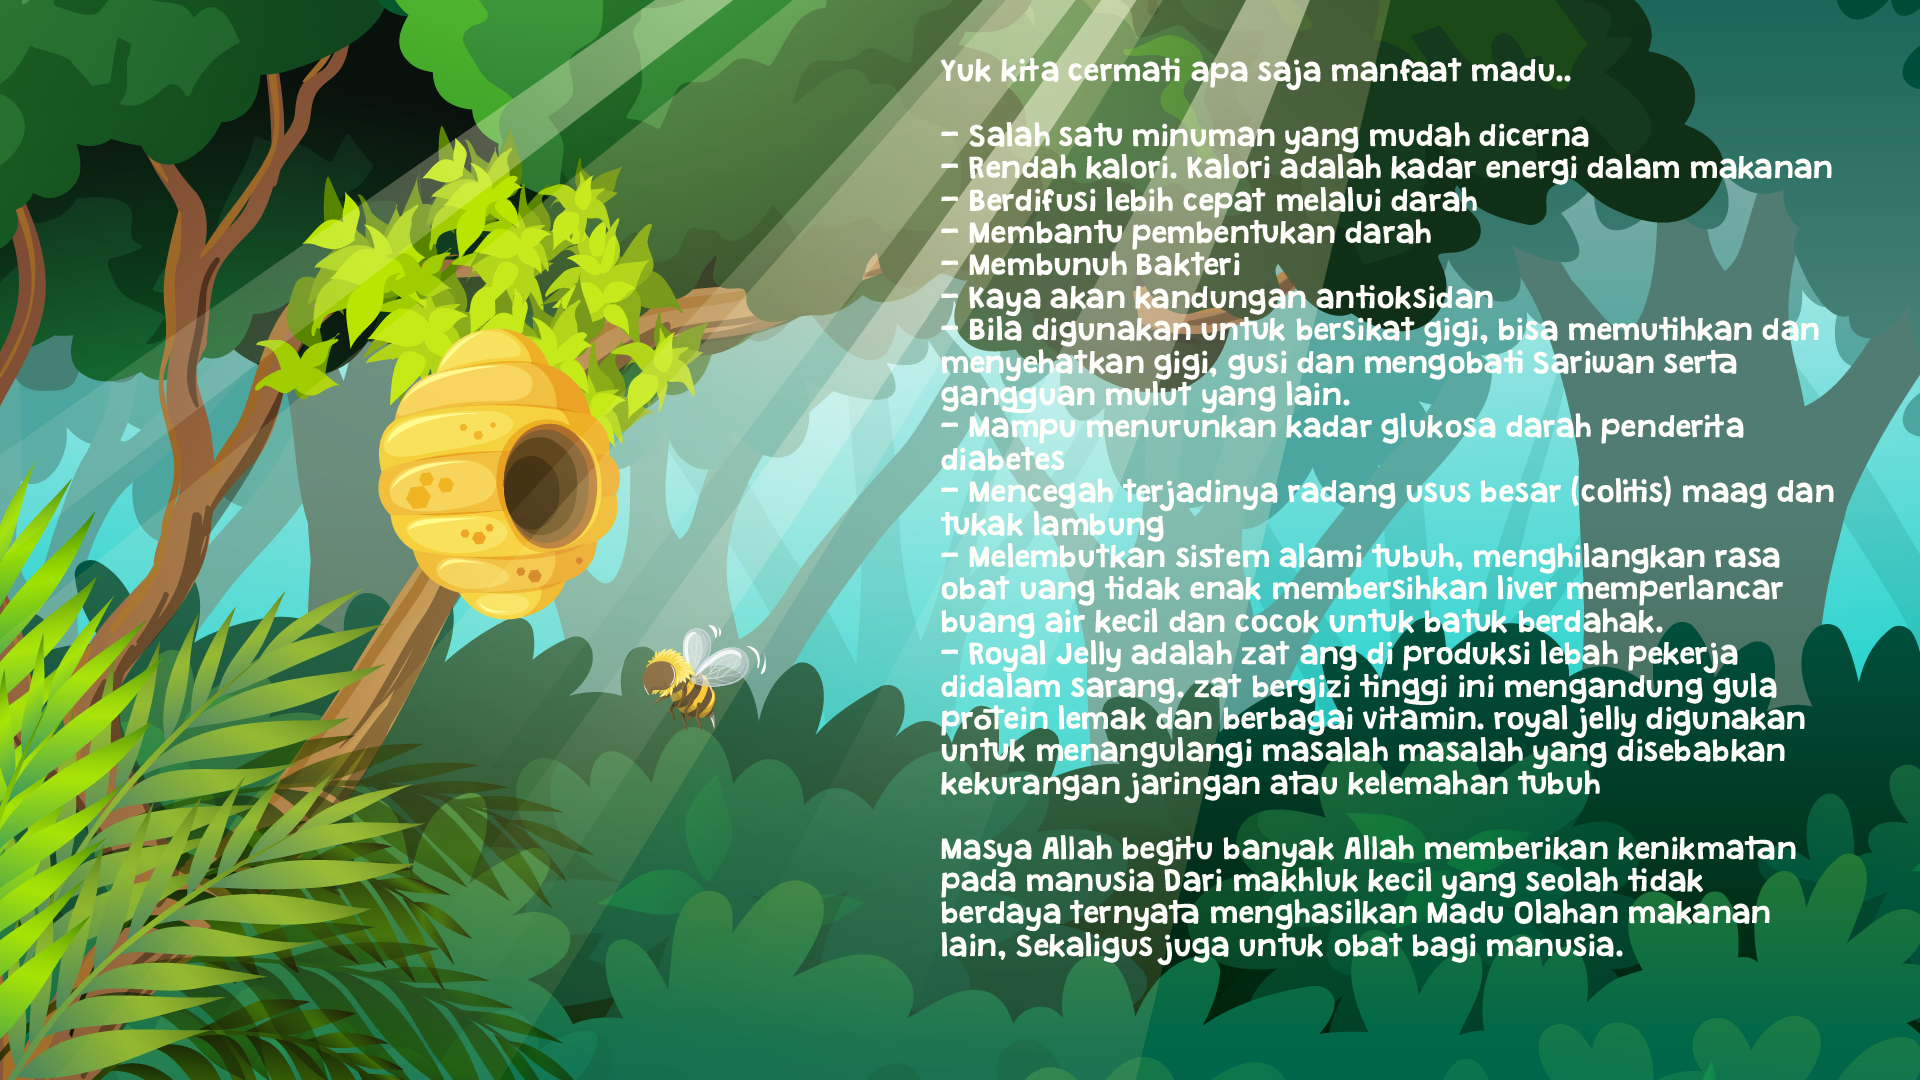 Yuk kita cermati apa saja manfaat madu..
- Salah satu minuman yang mudah dicerna
- Rendah kalori. Kalori adalah kadar energi dalam makanan
- Berdifusi lebih cepat melalui darah
- Membantu pembentukan darah
- Membunuh Bakteri
- Kaya akan kandungan antioksidan
- Bila digunakan untuk bersikat gigi, bisa memutihkan dan
menyehatkan gigi, gusi dan mengobati Sariwan serta
gangguan mulut yang lain.
- Mampu menurunkan kadar glukosa darah penderita
diabetes
- Mencegah terjadinya radang usus besar (colitis) maag dan
tukak lambung
- Melembutkan sistem alami tubuh, menghilangkan rasa
obat uang tidak enak membersihkan liver memperlancar
buang air kecil dan cocok untuk batuk berdahak.
- Royal Jelly adalah zat ang di produksi lebah pekerja
didalam sarang. zat bergizi tinggi ini mengandung gula
protein lemak dan berbagai vitamin. royal jelly digunakan
untuk menangulangi masalah masalah yang disebabkan
kekurangan jaringan atau kelemahan tubuh
Masya Allah begitu banyak Allah memberikan kenikmatan
pada manusia Dari makhluk kecil yang seolah tidak
berdaya ternyata menghasilkan Madu Olahan makanan
lain, Sekaligus juga untuk obat bagi manusia.